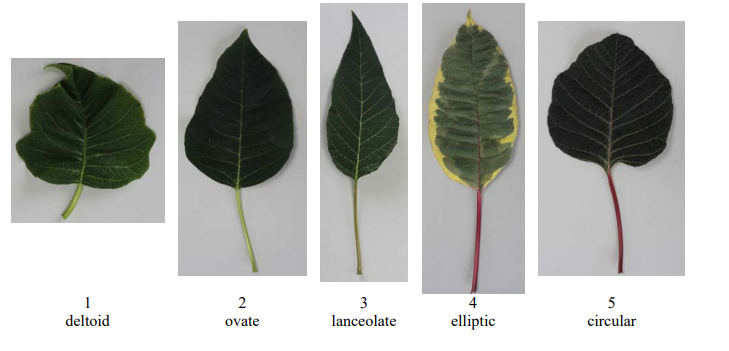 1 2 3 4 5
deltoid ovate lanceolate elliptic circular